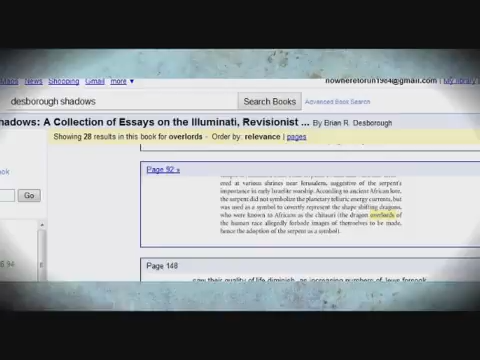 Maps News Shopping Gmail more ▼ nowheretorun1984@gmail.com | My library
desborough shadows Search Books Advanced Book Search
hadows: A Collection of Essays on the Illuminati, Revisionist ... By Brian R. Desborough
Showing 28 results in this book for overlords - Order by: relevance | pages
Page 92 »
ered at various shrines near Jerusalem, suggestive of the serpent's
importance in early Semitic worship. According to ancient African lore,
the serpent did not symbolize the planetary telluric energy currents, but
was used as a symbol to covertly represent the shape shifting dragons,
who were known to Africans as the chitauri (the dragon overlords of
the human race allegedly forbade images of themselves to be made,
hence the adoption of the serpent as a symbol).
ok
Go
94
Page 148
saw their quality of life diminish, as increasing numbers of Jews forsook